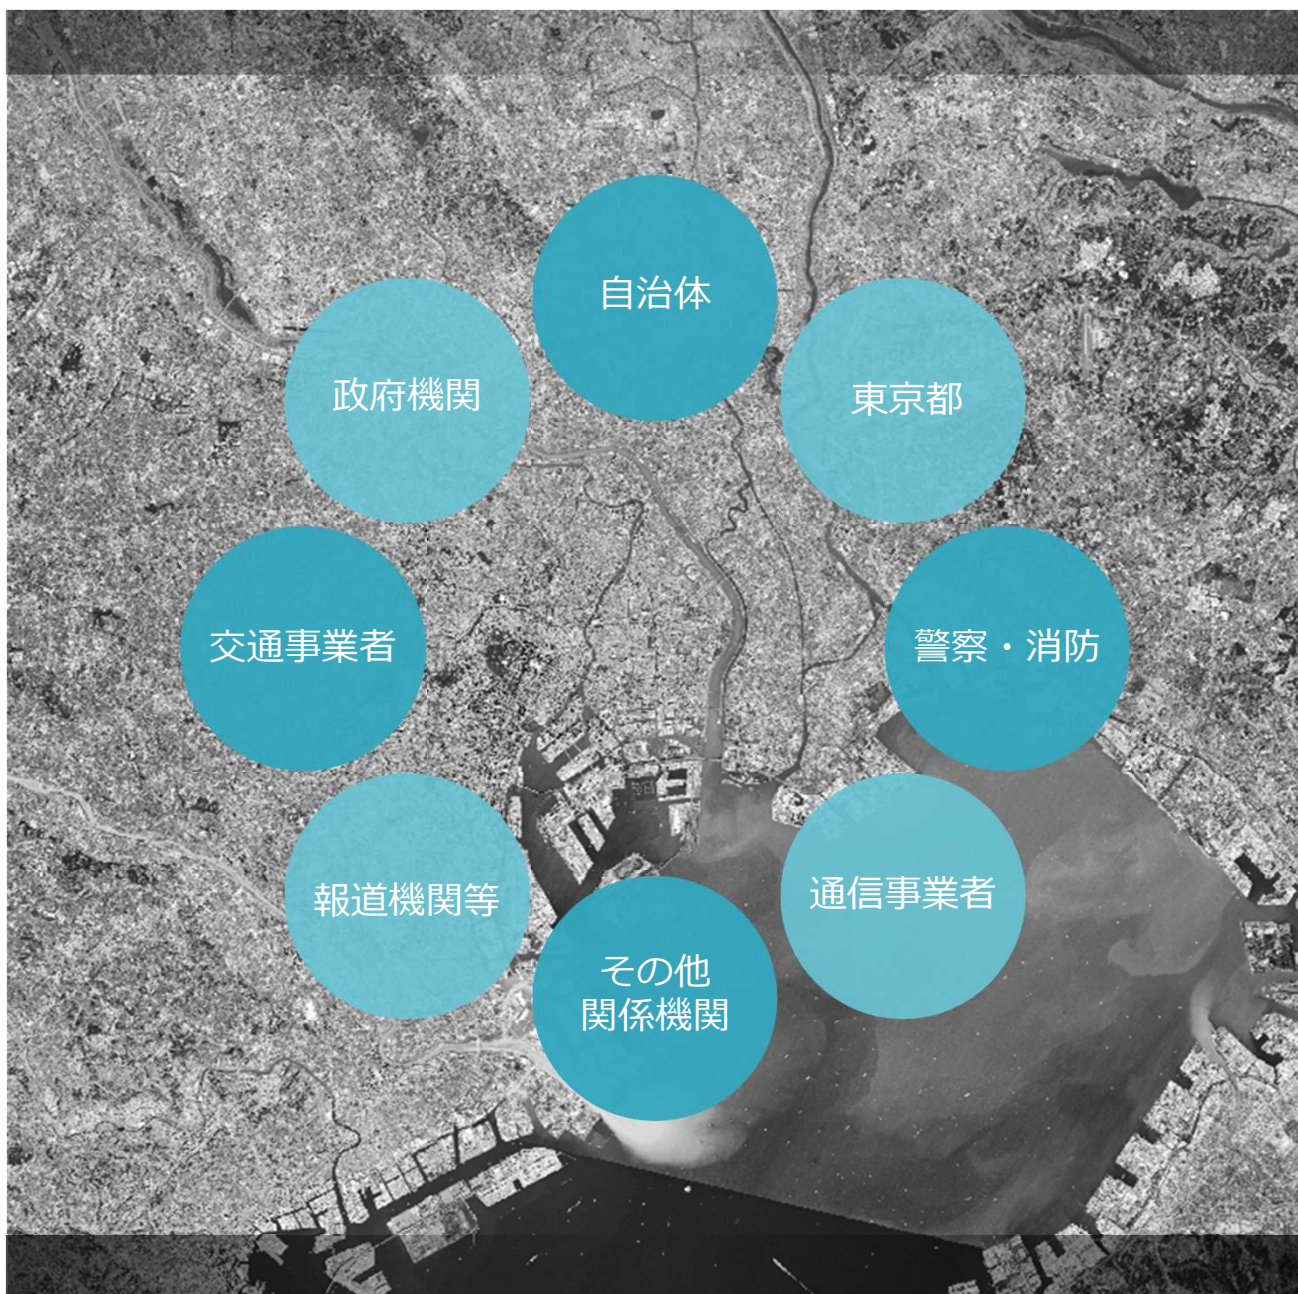 自治体
政府機関
東京都
交通事業者
警察・消防
報道機関等
通信事業者
その他
関係機関